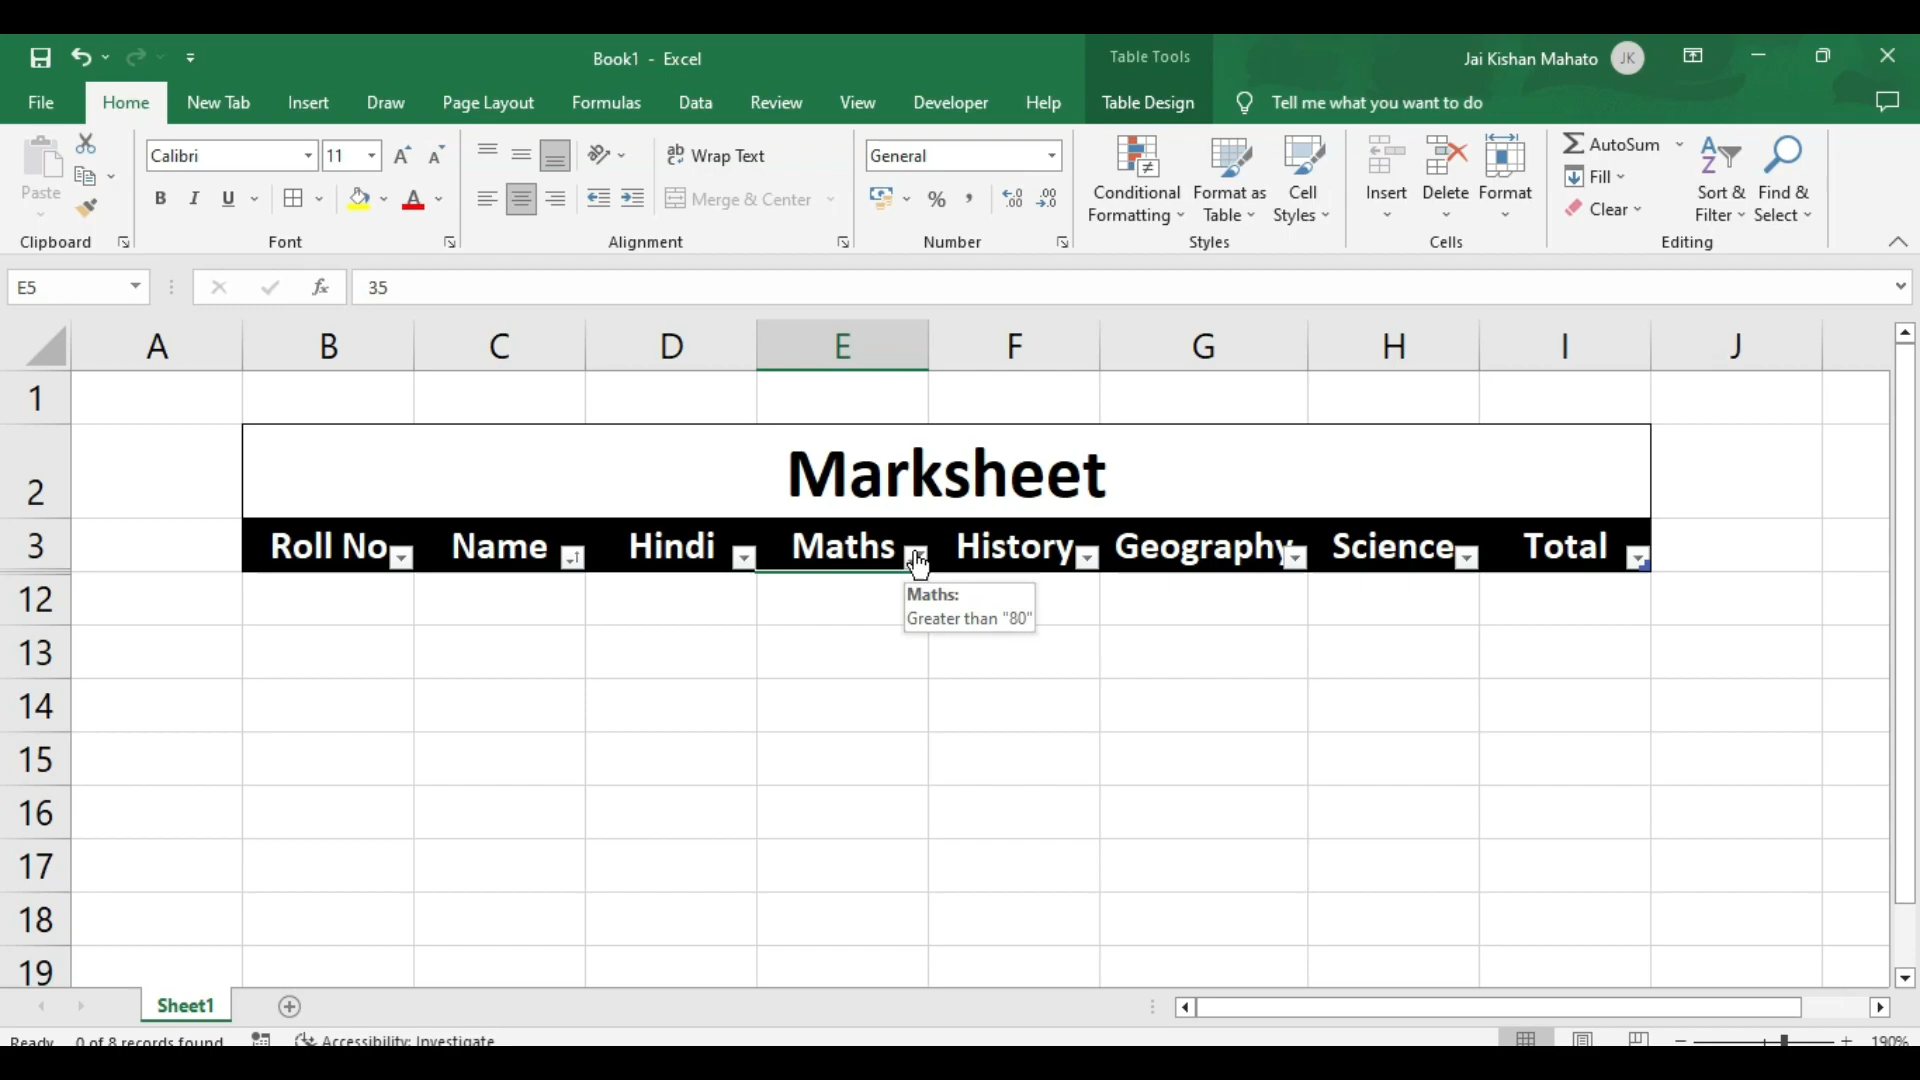 Book1 - Excel
Table Tools
Jai Kishan Mahato
JK
File
Home
New Tab
Insert
Draw
Page Layout
Formulas
Data
Review
View
Developer
Help
Table Design
Tell me what you want to do
Paste
Clipboard
Calibri
11
A A
B I U
A
Font
ab
Wrap Text
Merge & Center
Alignment
General
%
Number
Conditional
Formatting
Format as
Table
Cell
Styles
Styles
Insert
Delete
Format
Cells
AutoSum
Fill
Clear
Sort &
Filter
Find &
Select
Editing
E5
fx
35
A B C D E F G H I J
1
2
Marksheet
3
Roll No
Name
Hindi
Maths
History
Geography
Science
Total
Maths:
Greater than "80"
12
13
14
15
16
17
18
19
Sheet1
Ready
0 of 8 records found
Accessibility: Investigate
190%